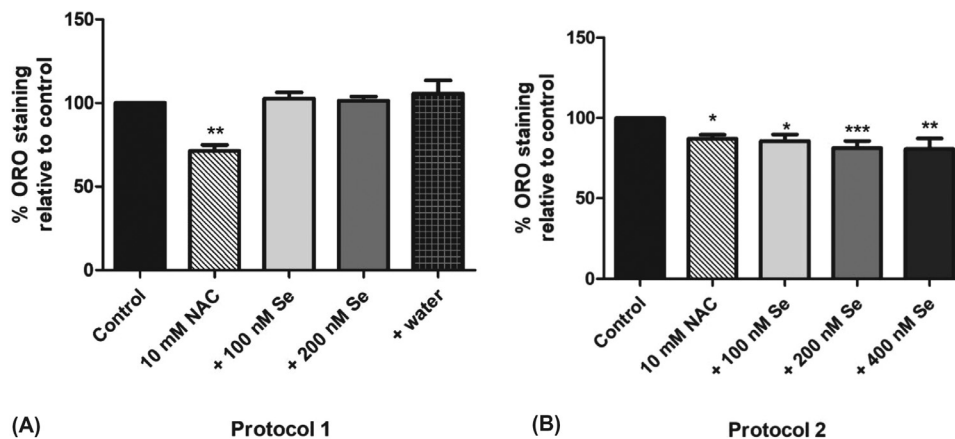 % ORO staining
relative to control
150
100
50
0
**
Control
10 mM NAC
+ 100 nM Se
+ 200 nM Se
+ water
(A)
Protocol 1
% ORO staining
relative to control
150
100
50
0
*
*
***
**
Control
10 mM NAC
+ 100 nM Se
+ 200 nM Se
+ 400 nM Se
(B)
Protocol 2